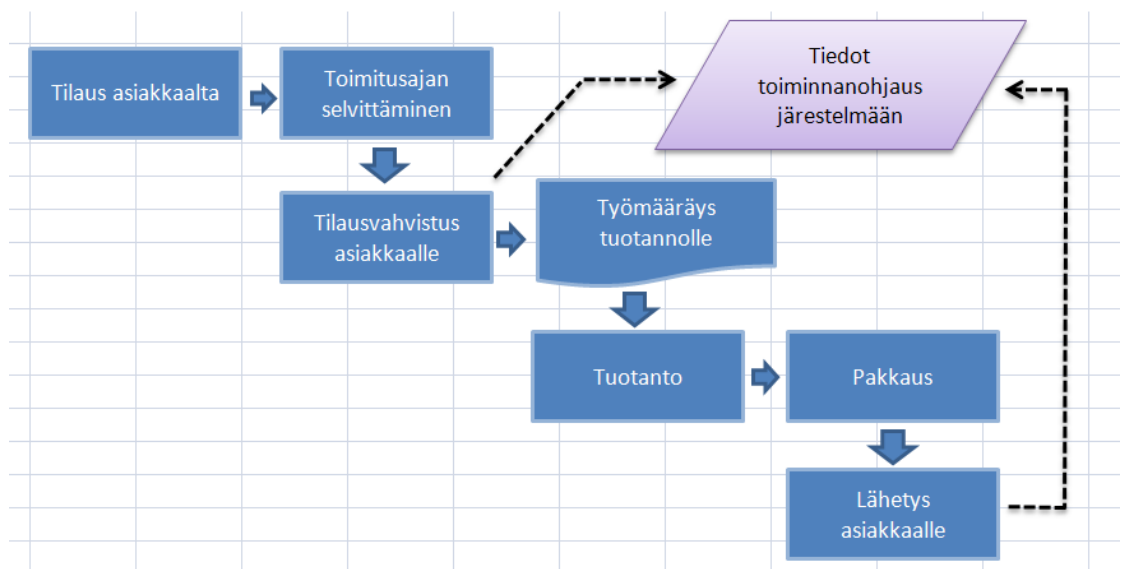 Tilaus asiakkaalta
Toimitusajan
selvittäminen
Tiedot
toiminnanohjaus
järestelmään
Tilausvahvistus
asiakkaalle
Työmääräys
tuotannolle
Tuotanto
Pakkaus
Lähetys
asiakkaalle